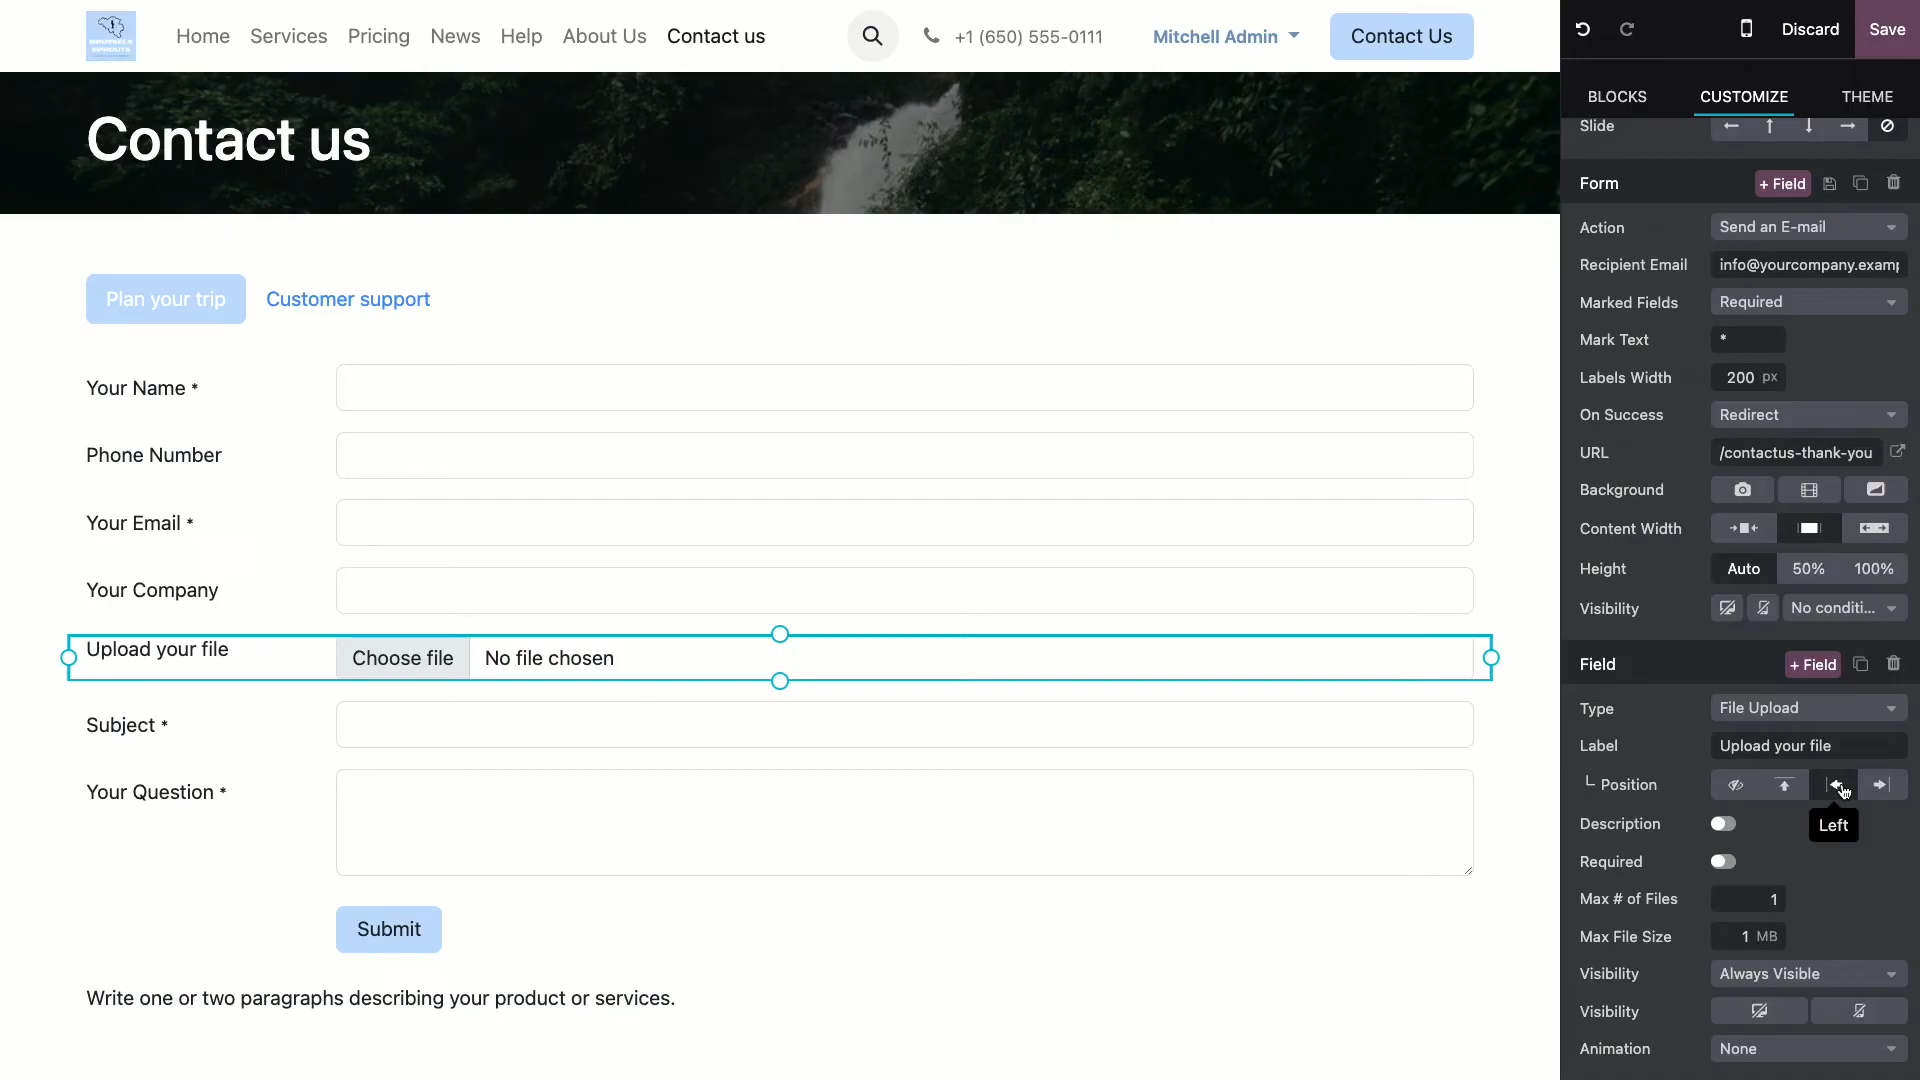 BRUSSELS
SPROUTS
Home Services Pricing News Help About Us Contact us
+1 (650) 555-0111
Mitchell Admin
Contact Us
Discard
Save
BLOCKS CUSTOMIZE THEME
Contact us
Slide
Form
+ Field
Action Send an E-mail
Recipient Email info@yourcompany.examp
Marked Fields Required
Mark Text *
Labels Width 200 px
On Success Redirect
URL /contactus-thank-you
Background
Content Width
Height Auto 50% 100%
Visibility No conditi...
Plan your trip Customer support
Your Name *
Phone Number
Your Email *
Your Company
Upload your file Choose file No file chosen
Subject *
Your Question *
Submit
Write one or two paragraphs describing your product or services.
Field
+ Field
Type File Upload
Label Upload your file
Position
Left
Description
Required
Max # of Files 1
Max File Size 1 MB
Visibility Always Visible
Visibility
Animation None